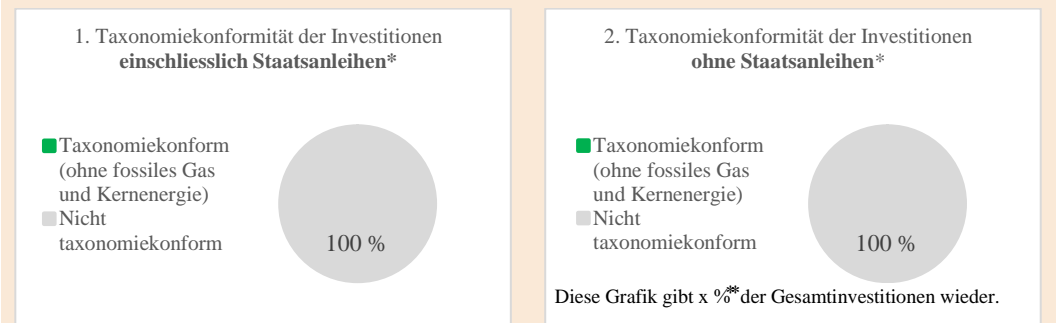 1. Taxonomiekonformität der Investitionen
einschliesslich Staatsanleihen*
Taxonomiekonform
(ohne fossiles Gas
und Kernenergie)
Nicht
taxonomiekonform
100 %
2. Taxonomiekonformität der Investitionen
ohne Staatsanleihen*
Taxonomiekonform
(ohne fossiles Gas
und Kernenergie)
Nicht
taxonomiekonform
100 %
Diese Grafik gibt x %** der Gesamtinvestitionen wieder.